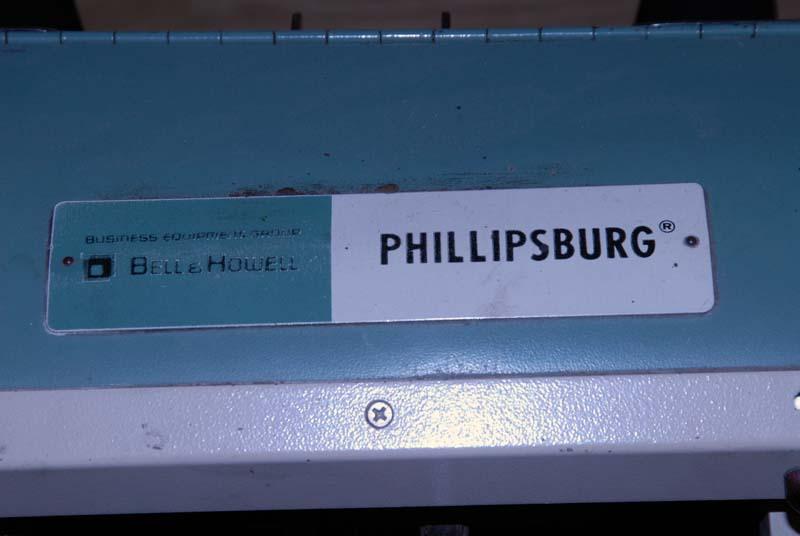 BUSINESS EQUIPMENT GROUP
BELL & HOWELL
PHILLIPSBURG®